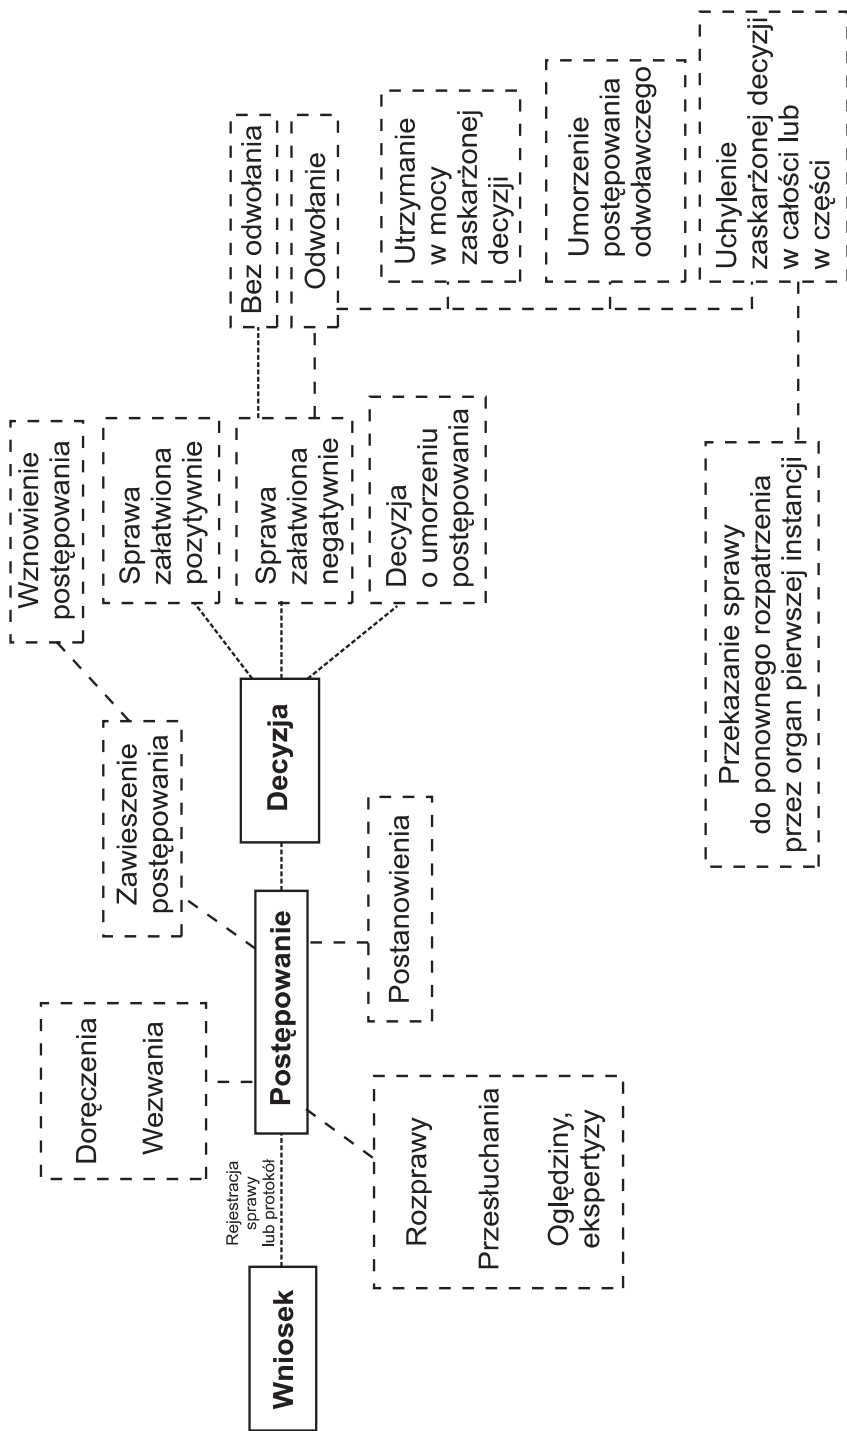 Wniosek
Rejestracja
sprawy
lub protokół
Postępowanie
Doręczenia
Wezwania
Rozprawy
Przesłuchania
Oględziny,
ekspertyzy
Zawieszenie
postępowania
Wznowienie
postępowania
Postanowienia
Decyzja
Sprawa
załatwiona
pozytywnie
Sprawa
załatwiona
negatywnie
Decyzja
o umorzeniu
postępowania
Bez odwołania
Odwołanie
Utrzymanie
w mocy
zaskarżonej
decyzji
Umorzenie
postępowania
odwoławczego
Uchylenie
zaskarżonej decyzji
w całości lub
w części
Przekazanie sprawy
do ponownego rozpatrzenia
przez organ pierwszej instancji